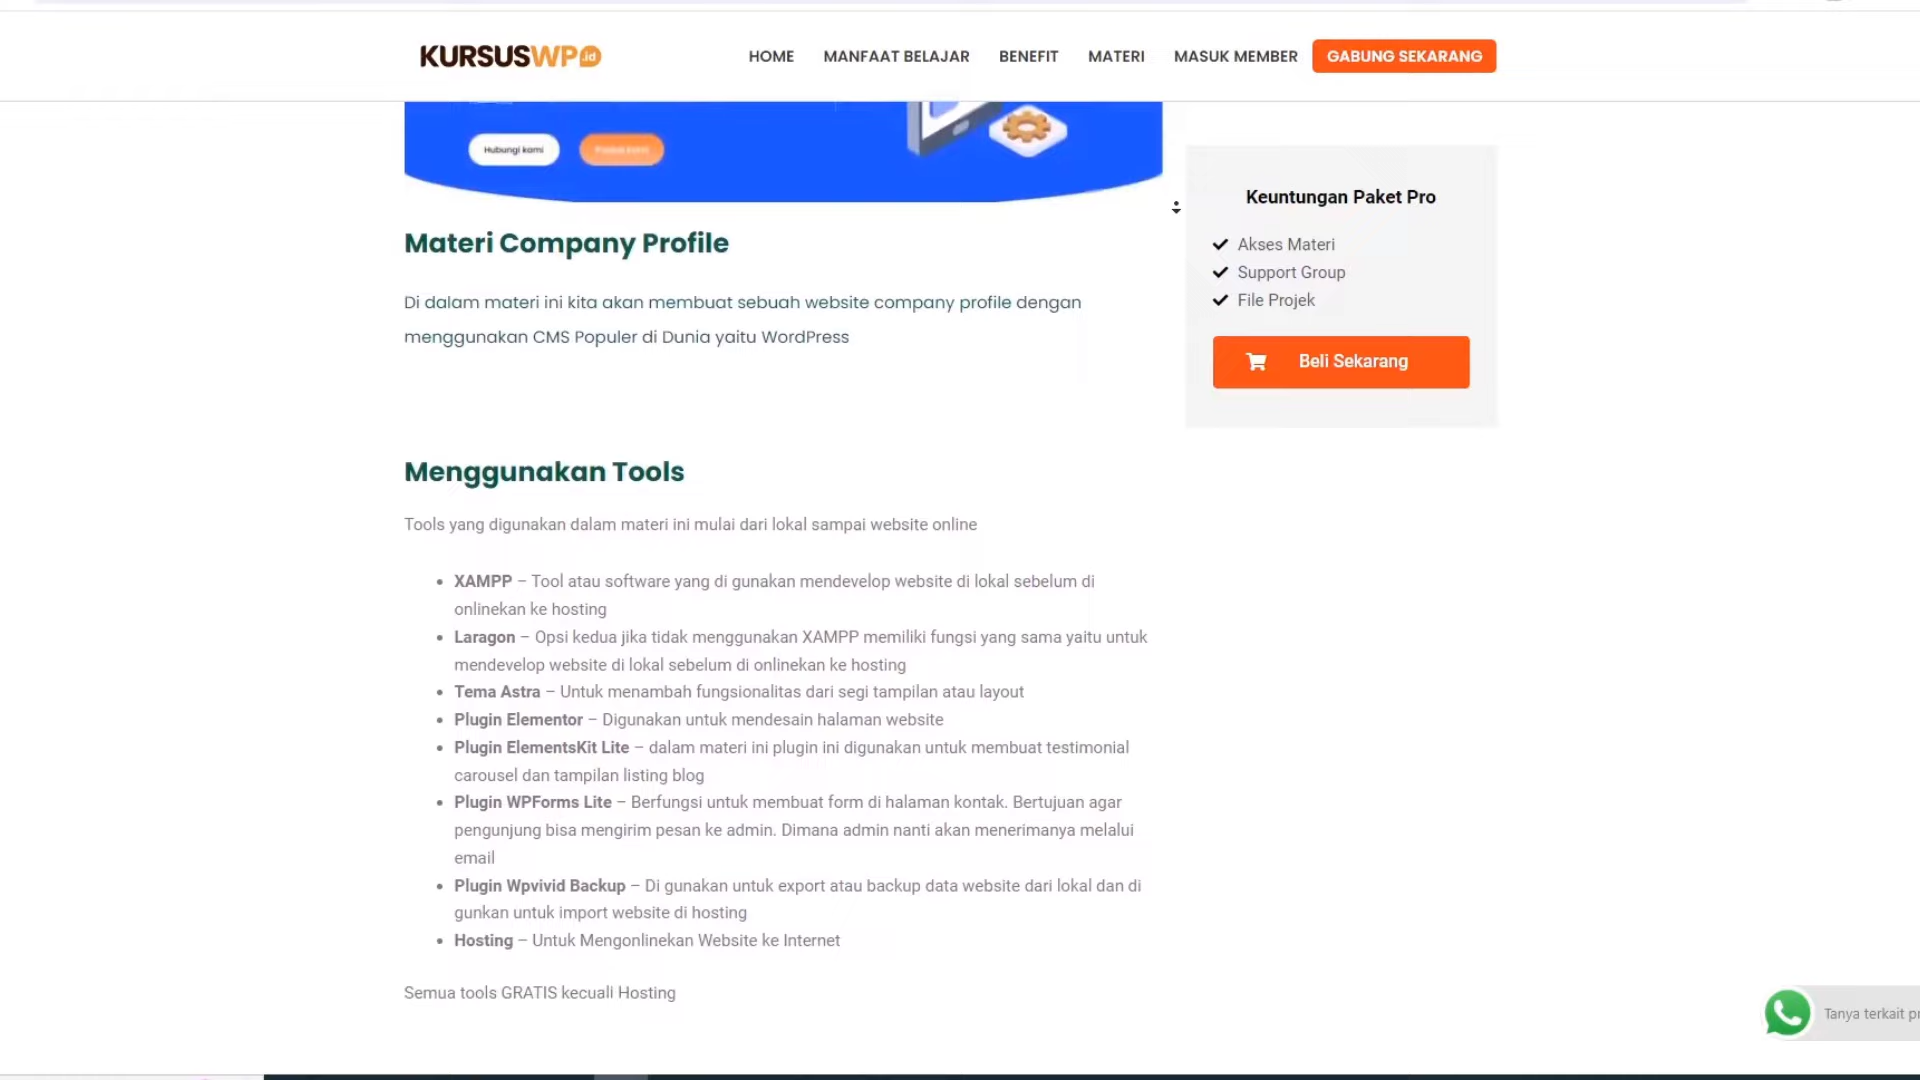 KURSUSWP.id
HOME
MANFAAT BELAJAR
BENEFIT
MATERI
MASUK MEMBER
GABUNG SEKARANG
Hubungi kami
Materi Company Profile
Di dalam materi ini kita akan membuat sebuah website company profile dengan
menggunakan CMS Populer di Dunia yaitu WordPress
Keuntungan Paket Pro
Akses Materi
Support Group
File Projek
Beli Sekarang
Menggunakan Tools
Tools yang digunakan dalam materi ini mulai dari lokal sampai website online
• XAMPP – Tool atau software yang di gunakan mendevelop website di lokal sebelum di
onlinekan ke hosting
• Laragon – Opsi kedua jika tidak menggunakan XAMPP memiliki fungsi yang sama yaitu untuk
mendevelop website di lokal sebelum di onlinekan ke hosting
• Tema Astra – Untuk menambah fungsionalitas dari segi tampilan atau layout
• Plugin Elementor – Digunakan untuk mendesain halaman website
• Plugin ElementsKit Lite – dalam materi ini plugin ini digunakan untuk membuat testimonial
carousel dan tampilan listing blog
• Plugin WPForms Lite – Berfungsi untuk membuat form di halaman kontak. Bertujuan agar
pengunjung bisa mengirim pesan ke admin. Dimana admin nanti akan menerimanya melalui
email
• Plugin Wpvivid Backup – Di gunakan untuk export atau backup data website dari lokal dan di
gunkan untuk import website di hosting
• Hosting – Untuk Mengonlinekan Website ke Internet
Semua tools GRATIS kecuali Hosting
Tanya terkait